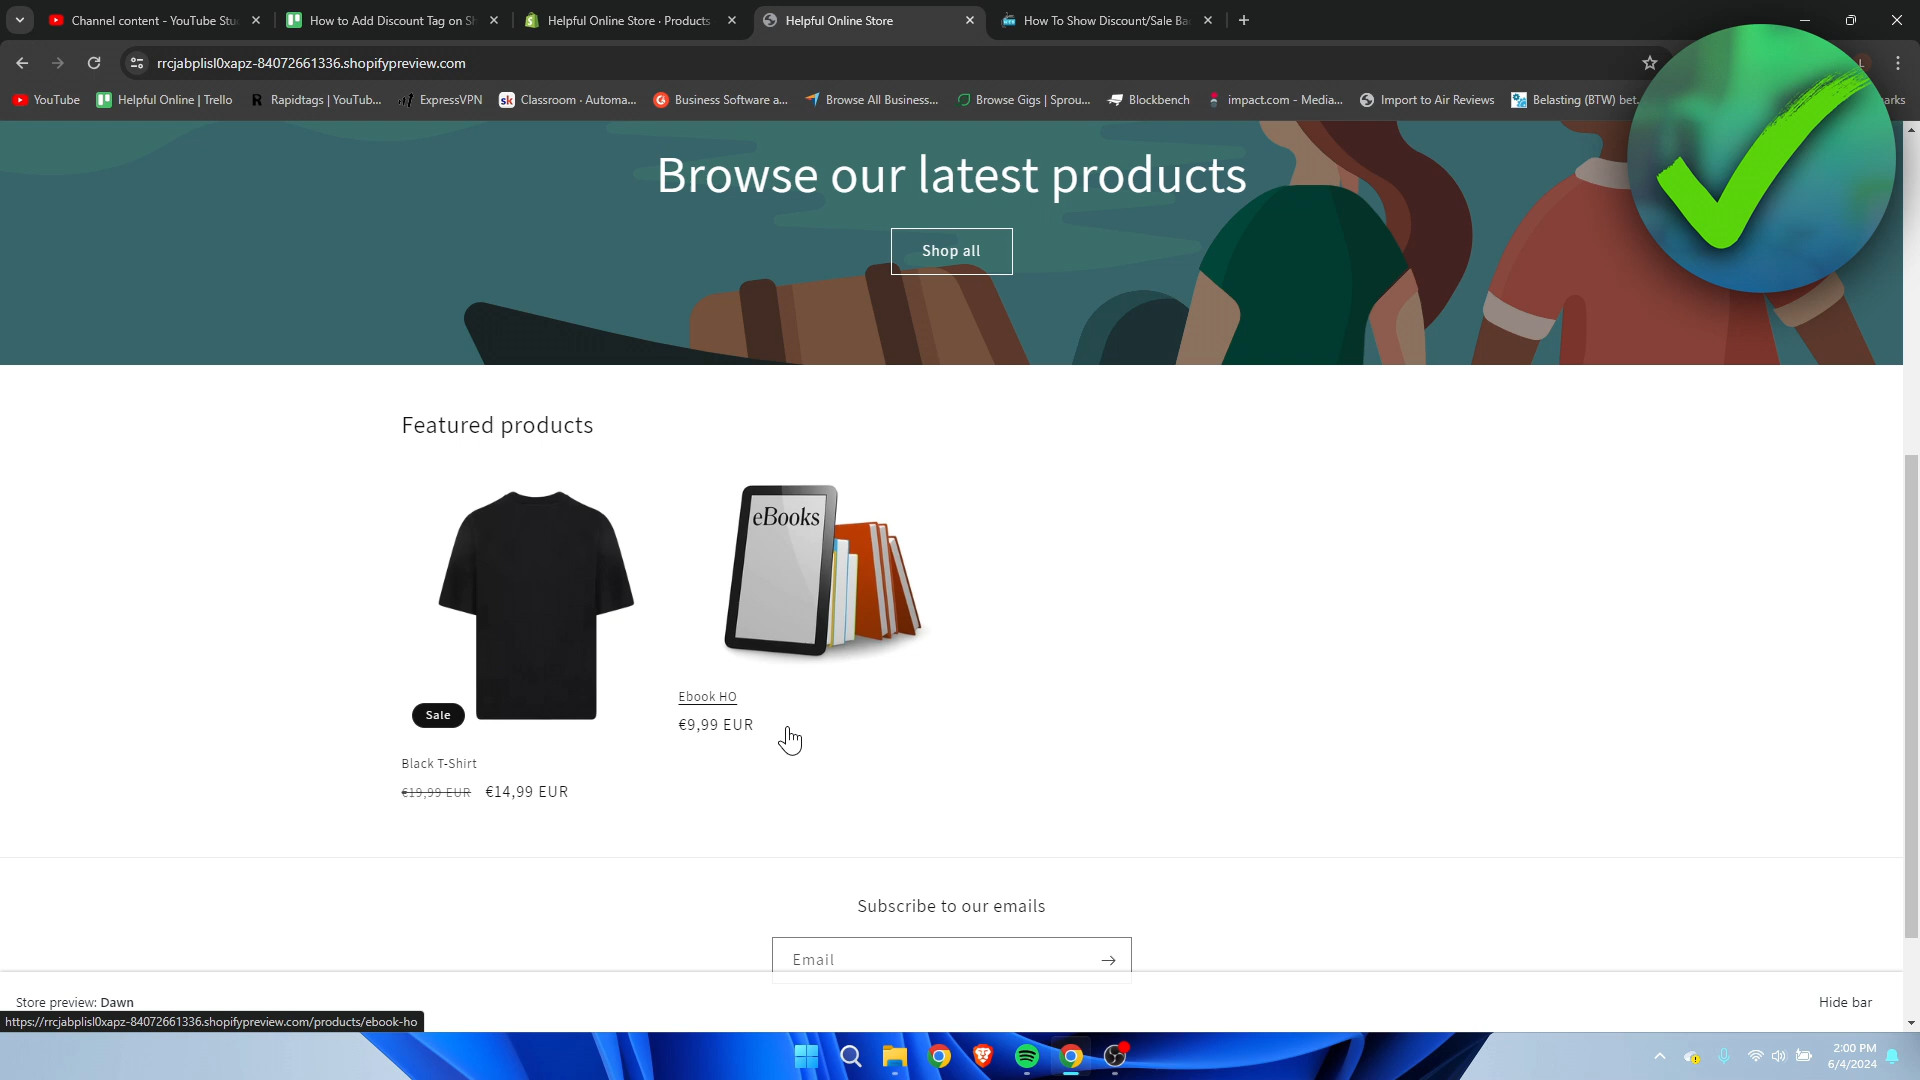 Channel content - YouTube Stu
How to Add Discount Tag on Sh
Helpful Online Store · Products
Helpful Online Store
How To Show Discount/Sale Ba
rrcjabplisl0xapz-84072661336.shopifypreview.com
YouTube
Helpful Online | Trello
Rapidtags | YouTub...
ExpressVPN
Classroom · Automa...
Business Software a...
Browse All Business...
Browse Gigs | Sprou...
Blockbench
impact.com - Media...
Import to Air Reviews
Belasting (BTW) bet..
arks
Browse our latest products
Shop all
Featured products
eBooks
Sale
Black T-Shirt
€19,99 EUR €14,99 EUR
Ebook HO
€9,99 EUR
Subscribe to our emails
Email
Store preview: Dawn
Hide bar
https://rrcjabplisl0xapz-84072661336.shopifypreview.com/products/ebook-ho
2:00 PM
6/4/2024